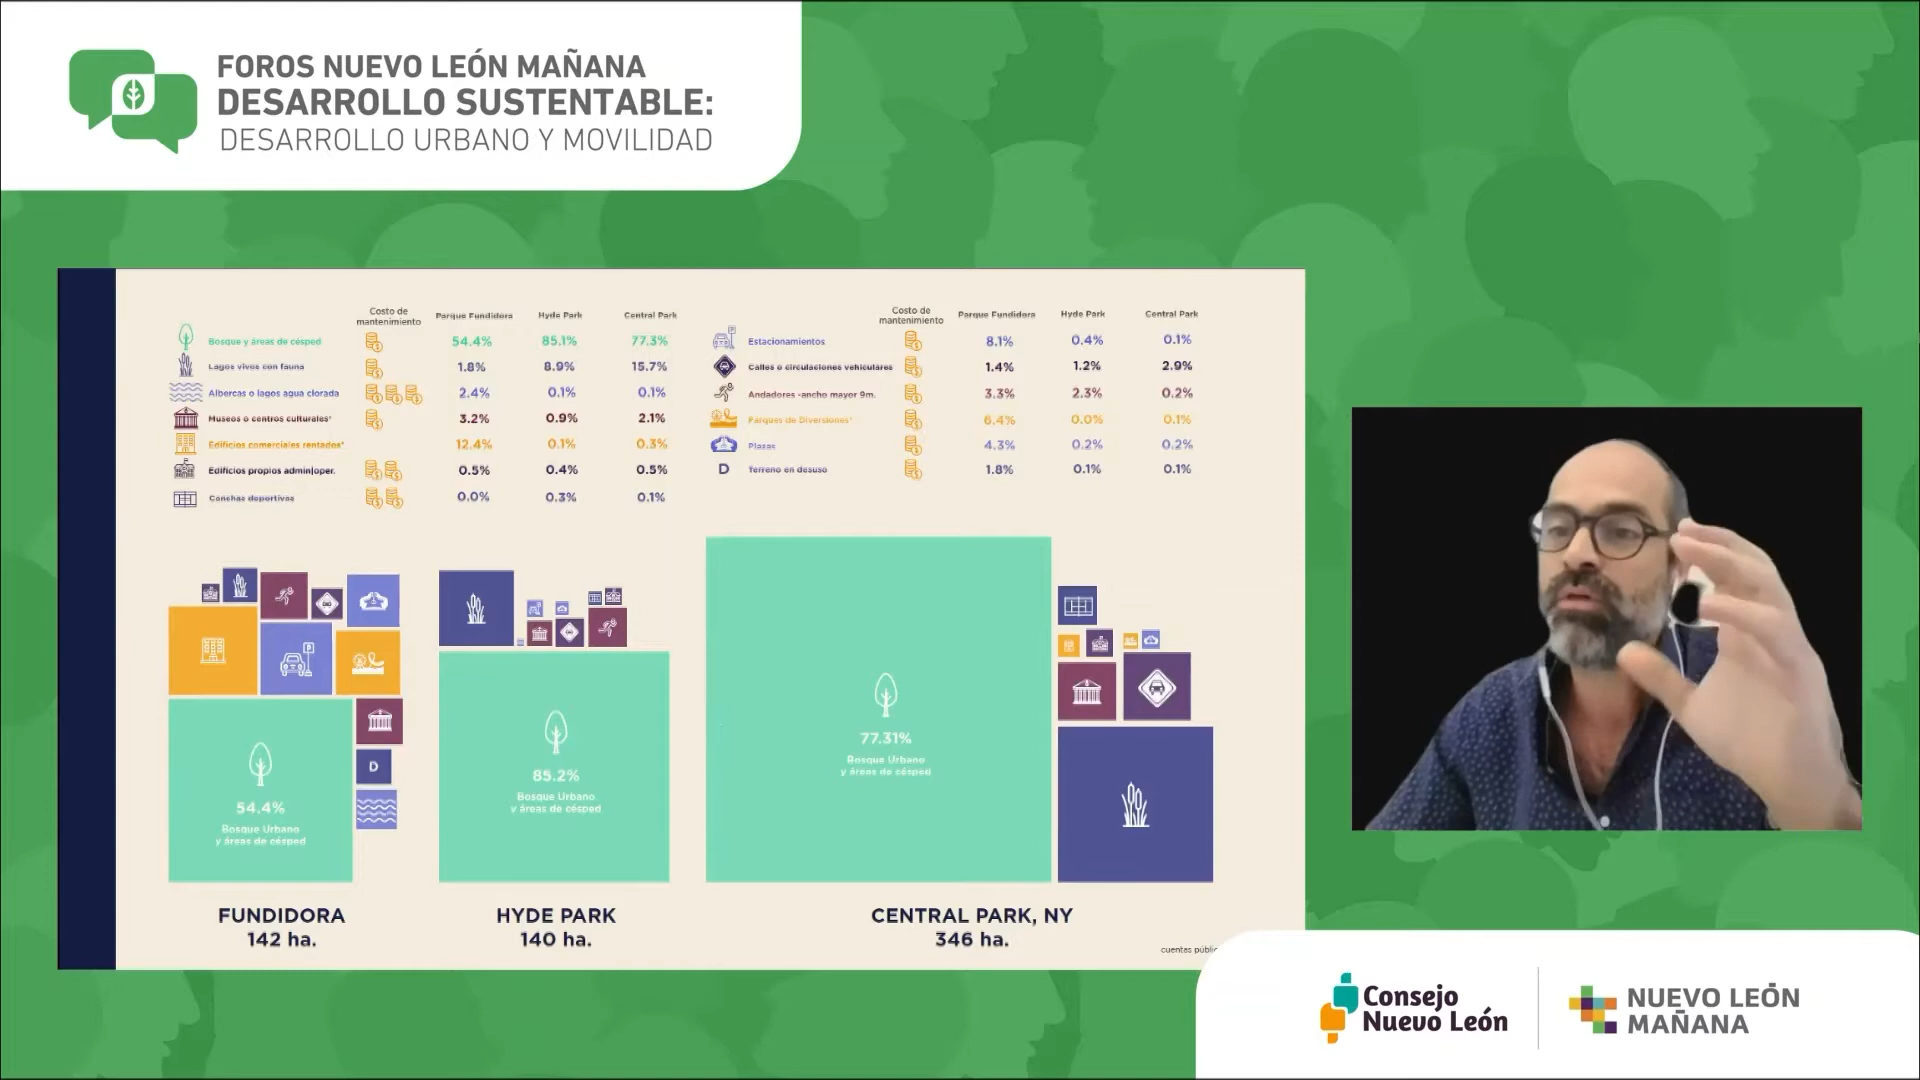 FOROS NUEVO LEÓN MAÑANA
DESARROLLO SUSTENTABLE:
DESARROLLO URBANO Y MOVILIDAD
Costo de mantenimiento Parque Fundidora Hyde Park Central Park
Bosque y áreas de césped 54.4% 85.1% 77.3%
Lagos vivos con fauna 1.8% 8.9% 15.7%
Albercas o lagos agua clorada 2.4% 0.1% 0.1%
Museos o centros culturales* 3.2% 0.9% 2.1%
Edificios comerciales rentados* 12.4% 0.1% 0.3%
Edificios propios admin|oper. 0.5% 0.4% 0.5%
Canchas deportivas 0.0% 0.3% 0.1%
Costo de mantenimiento Parque Fundidora Hyde Park Central Park
Estacionamientos 8.1% 0.4% 0.1%
Calles o circulaciones vehiculares 1.4% 1.2% 2.9%
Andadores -ancho mayor 9m. 3.3% 2.3% 0.2%
Parques de Diversiones* 6.4% 0.0% 0.1%
Plazas 4.3% 0.2% 0.2%
D Terreno en desuso 1.8% 0.1% 0.1%
D
54.4%
Bosque Urbano
y áreas de césped
85.2%
Bosque Urbano
y áreas de césped
77.31%
Bosque Urbano
y áreas de césped
FUNDIDORA
142 ha.
HYDE PARK
140 ha.
CENTRAL PARK, NY
346 ha.
cuentas
Consejo
Nuevo León
NUEVO LEÓN
MAÑANA